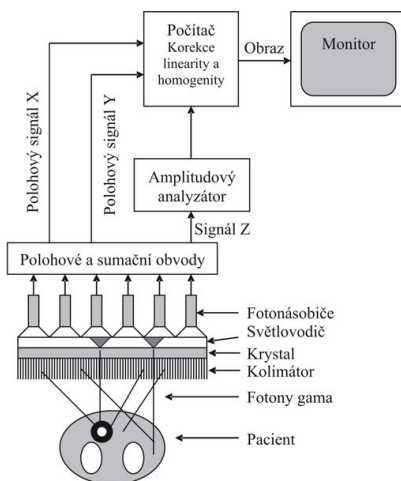 Počítač
Korekce
linearity a
homogenity
Obraz
Monitor
Polohový signál X
Polohový signál Y
Amplitudový
analyzátor
Signál Z
Polohové a sumační obvody
Fotonásobiče
Světlovodič
Krystal
Kolimátor
Fotony gama
Pacient